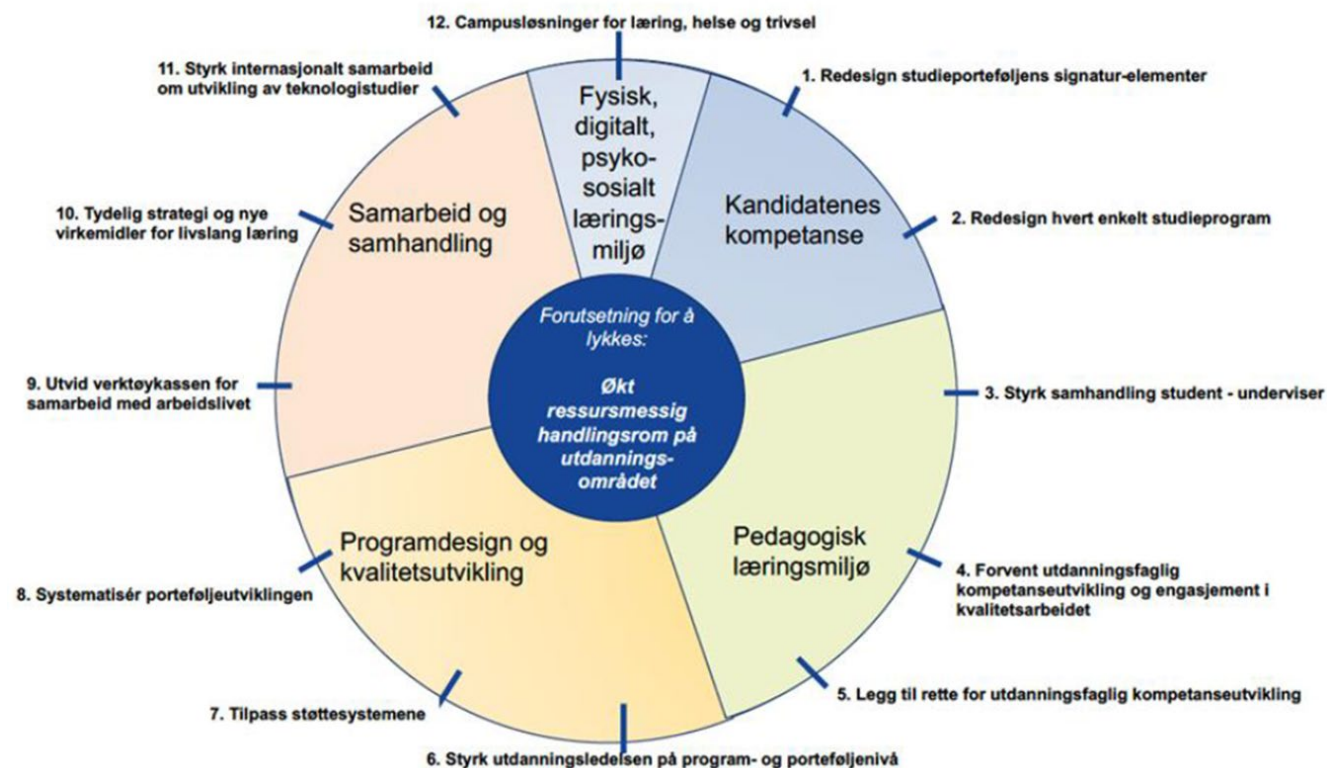 12. Campusløsninger for læring, helse og trivsel
11. Styrk internasjonalt samarbeid
om utvikling av teknologistudier
1. Redesign studieporteføljens signatur-elementer
Fysisk,
digitalt,
psyko-
sosialt
lærings-
miljø
Kandidatenes
kompetanse
2. Redesign hvert enkelt studieprogram
10. Tydelig strategi og nye
virkemidler for livslang læring
Samarbeid og
samhandling
Forutsetning for å
lykkes:
Økt
ressursmessig
handlingsrom på
utdannings-
området
9. Utvid verktøykassen for
samarbeid med arbeidslivet
3. Styrk samhandling student - underviser
Programdesign og
kvalitetsutvikling
Pedagogisk
læringsmiljø
4. Forvent utdanningsfaglig
kompetanseutvikling og engasjement i
kvalitetsarbeidet
8. Systematisér porteføljeutviklingen
5. Legg til rette for utdanningsfaglig kompetanseutvikling
7. Tilpass støttesystemene
6. Styrk utdanningsledelsen på program- og porteføljenivå